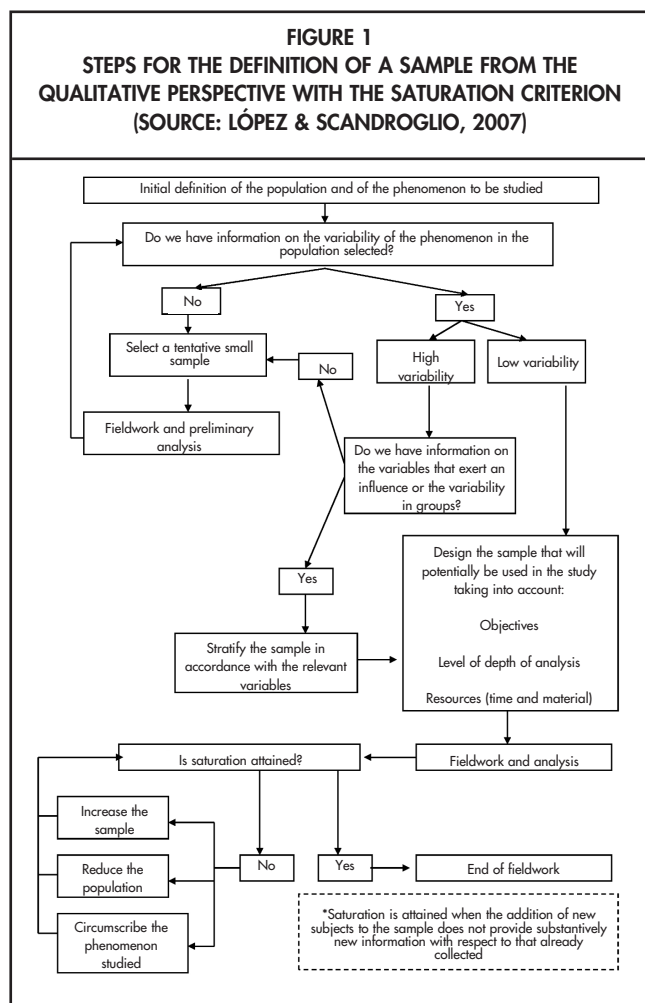 FIGURE 1
STEPS FOR THE DEFINITION OF A SAMPLE FROM THE
QUALITATIVE PERSPECTIVE WITH THE SATURATION CRITERION
(SOURCE: LÓPEZ & SCANDROGLIO, 2007)
Initial definition of the population and of the phenomenon to be studied
Do we have information on the variability of the phenomenon in the
population selected?
No
Yes
Select a tentative small
sample
No
High
variability
Low variability
Fieldwork and preliminary
analysis
Do we have information on
the variables that exert an
influence or the variability
in groups?
Yes
Stratify the sample in
accordance with the relevant
variables
Design the sample that will
potentially be used in the study
taking into account:
Objectives
Level of depth of analysis
Resources (time and material)
Is saturation attained?
Fieldwork and analysis
Increase the
sample
Reduce the
population
Circumscribe the
phenomenon
studied
No
Yes
End of fieldwork
*Saturation is attained when the addition of new
subjects to the sample does not provide substantively
new information with respect to that already
collected